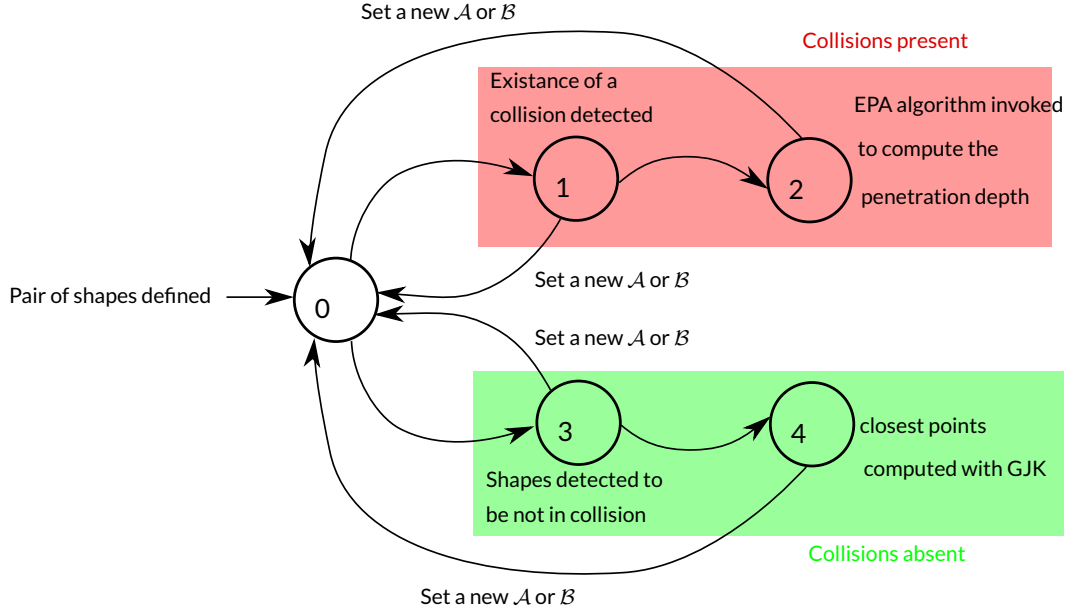 Set a new 𝒜 or ℬ
Collisions present
Existance of a
collision detected
EPA algorithm invoked
to compute the
penetration depth
1
2
Set a new 𝒜 or ℬ
Pair of shapes defined
0
Set a new 𝒜 or ℬ
3
4
closest points
computed with GJK
Shapes detected to
be not in collision
Collisions absent
Set a new 𝒜 or ℬ